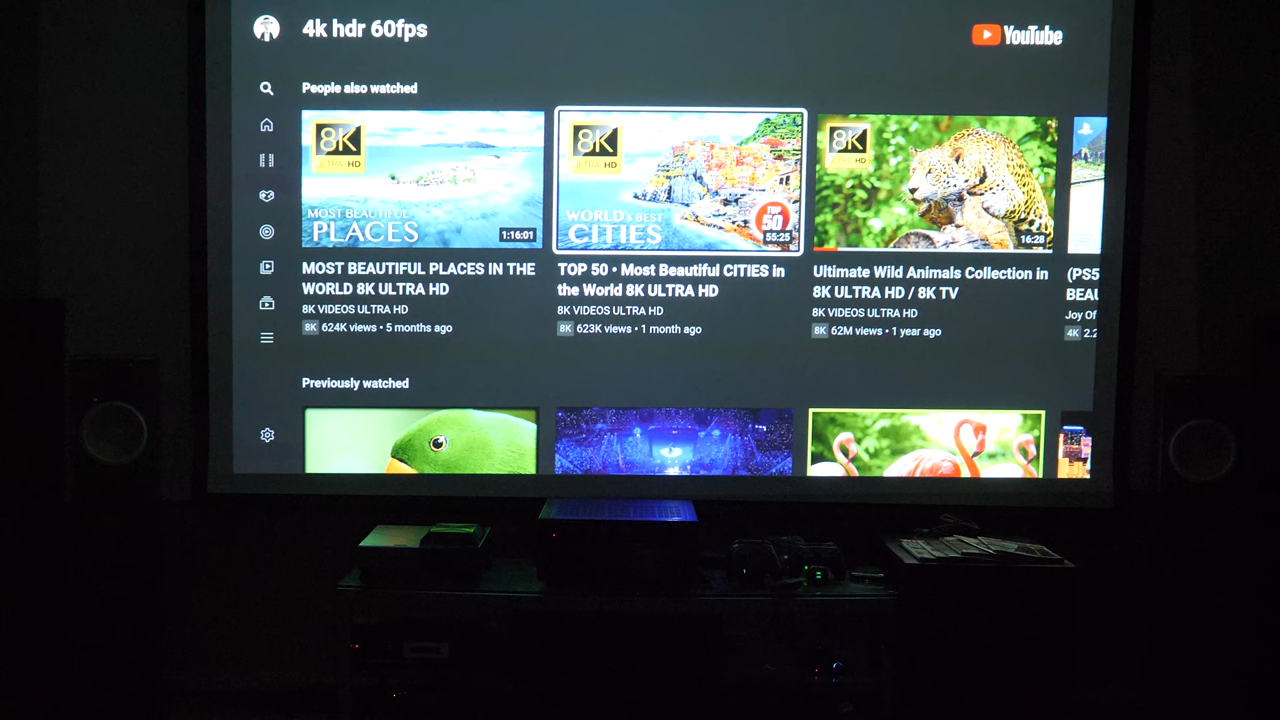 4k hdr 60fps
YouTube
People also watched
8K
ULTRA HD
MOST BEAUTIFUL
PLACES
1:16:01
8K
ULTRA HD
WORLD's BEST
CITIES
TOP
50
55:25
8K
ULTRA HD
16:28
MOST BEAUTIFUL PLACES IN THE
WORLD 8K ULTRA HD
8K VIDEOS ULTRA HD
8K 624K views • 5 months ago
TOP 50 • Most Beautiful CITIES in
the World 8K ULTRA HD
8K VIDEOS ULTRA HD
8K 623K views • 1 month ago
Ultimate Wild Animals Collection in
8K ULTRA HD / 8K TV
8K VIDEOS ULTRA HD
8K 62M views • 1 year ago
(PS5
BEAU
Joy Of
4K 2.2
Previously watched